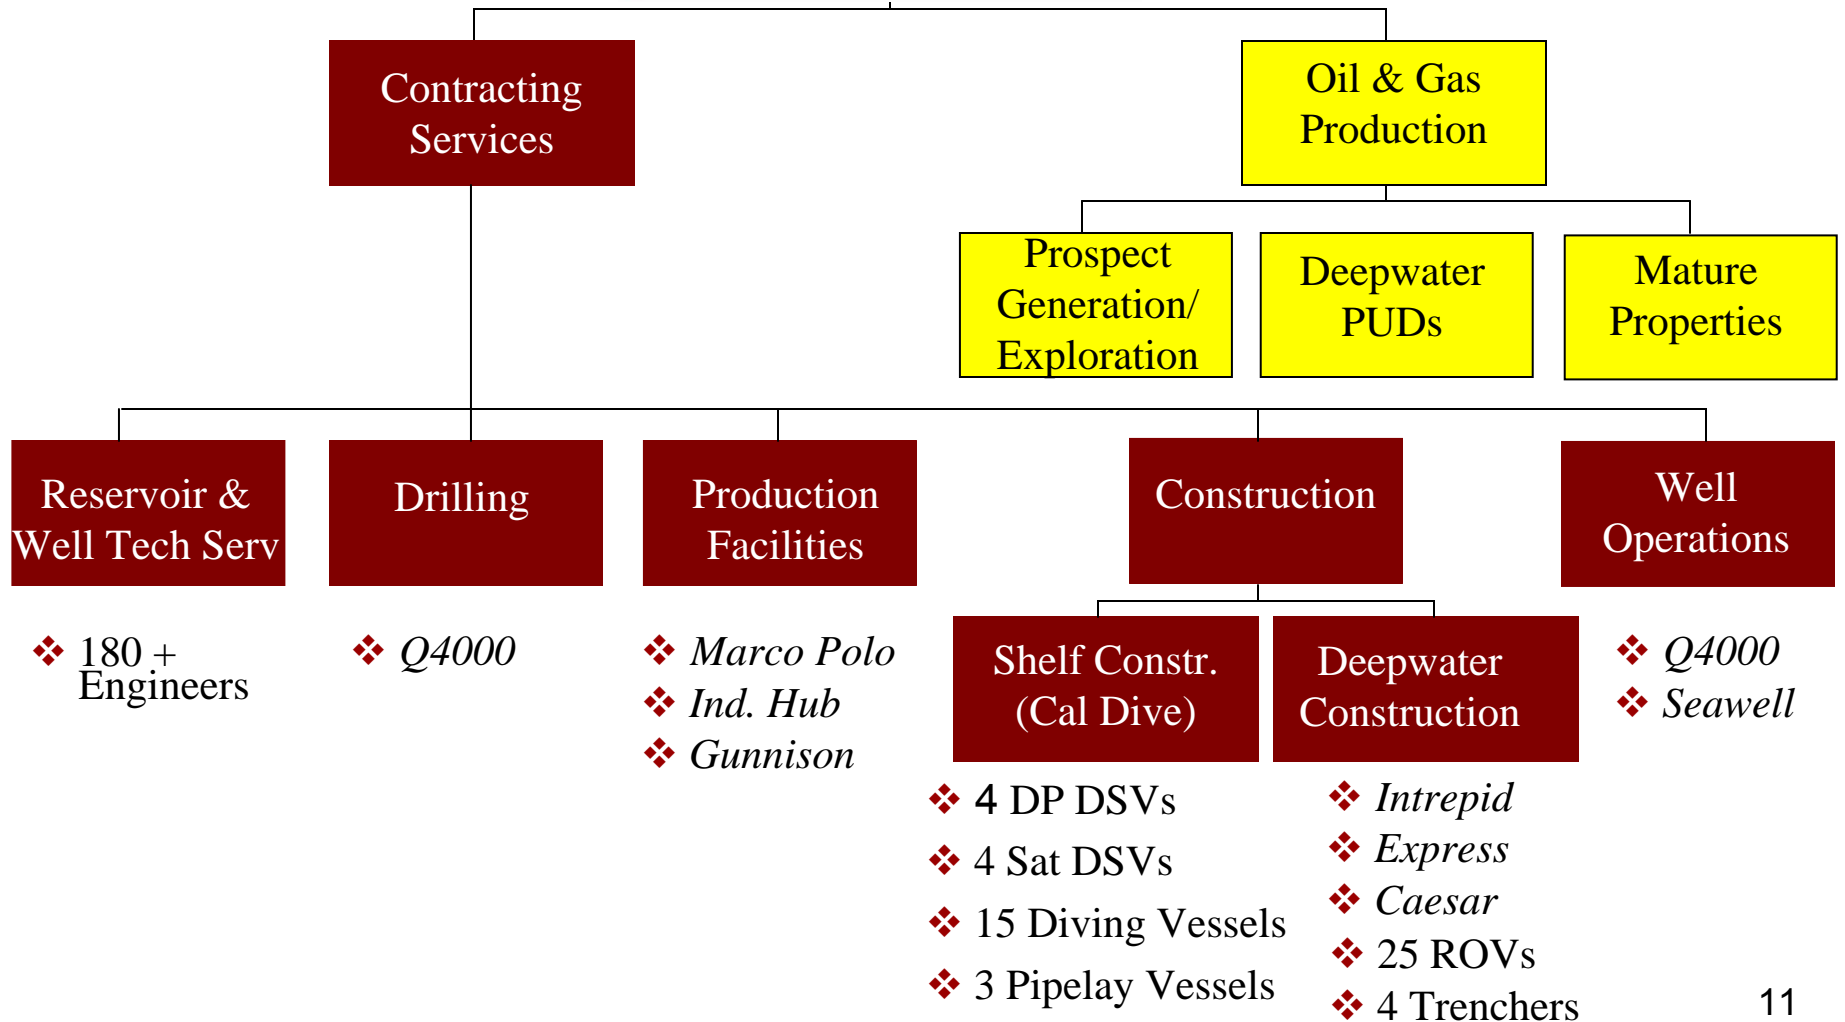 Contracting
Services
Oil & Gas
Production
Prospect
Generation/
Exploration
Deepwater
PUDs
Mature
Properties
Reservoir &
Well Tech Serv
Drilling
Production
Facilities
Construction
Well
Operations
180 +
Engineers
Q4000
Marco Polo
Ind. Hub
Gunnison
Shelf Constr.
(Cal Dive)
Deepwater
Construction
Q4000
Seawell
4 DP DSVs
4 Sat DSVs
15 Diving Vessels
3 Pipelay Vessels
Intrepid
Express
Caesar
25 ROVs
4 Trenchers
11